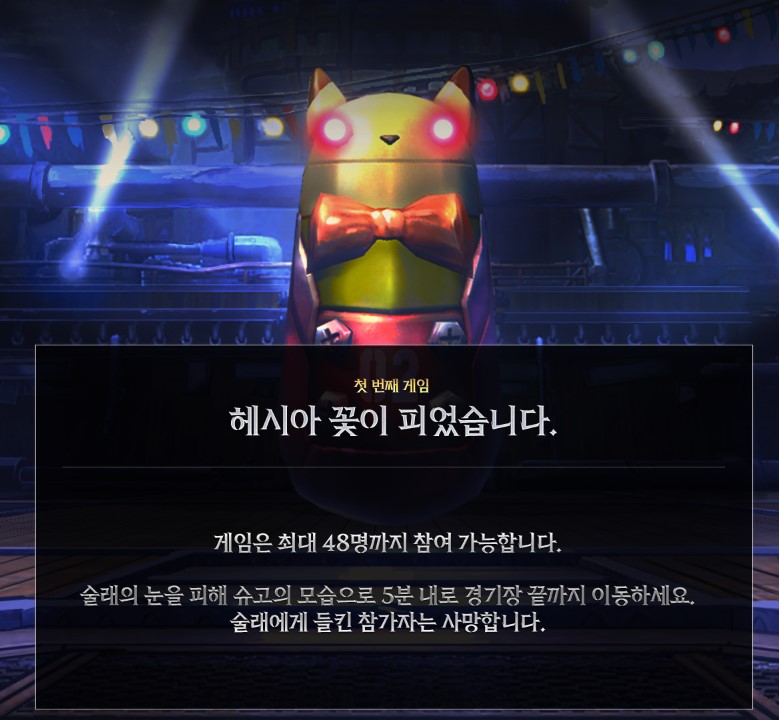 첫 번째 게임
헤시아 꽃이 피었습니다.
게임은 최대 48명까지 참여 가능합니다.
술래의 눈을 피해 슈고의 모습으로 5분 내로 경기장 끝까지 이동하세요.
술래에게 들킨 참가자는 사망합니다.